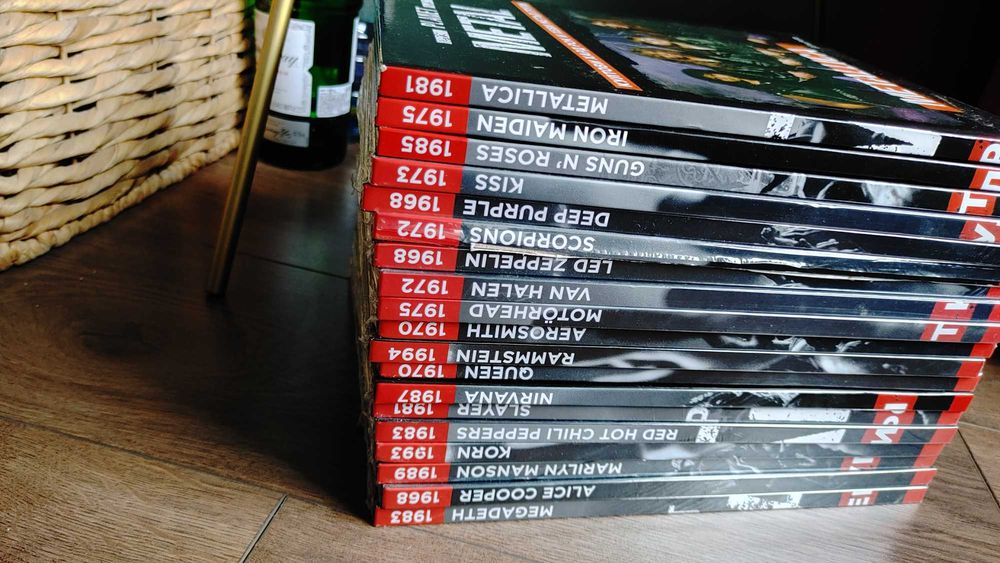 METAL
1981 METALLICA
1975 IRON MAIDEN
1985 GUNS N' ROSES
1973 KISS
1968 DEEP PURPLE
1972 SCORPIONS
1968 LED ZEPPELIN
1972 VAN HALEN
1975 MOTÖRHEAD
1970 AEROSMITH
1994 RAMMSTEIN
1970 QUEEN
1987 NIRVANA
1981 SLAYER
1983 RED HOT CHILI PEPPERS
1993 KORN
1989 MARILYN MANSON
1968 ALICE COOPER
1983 MEGADETH